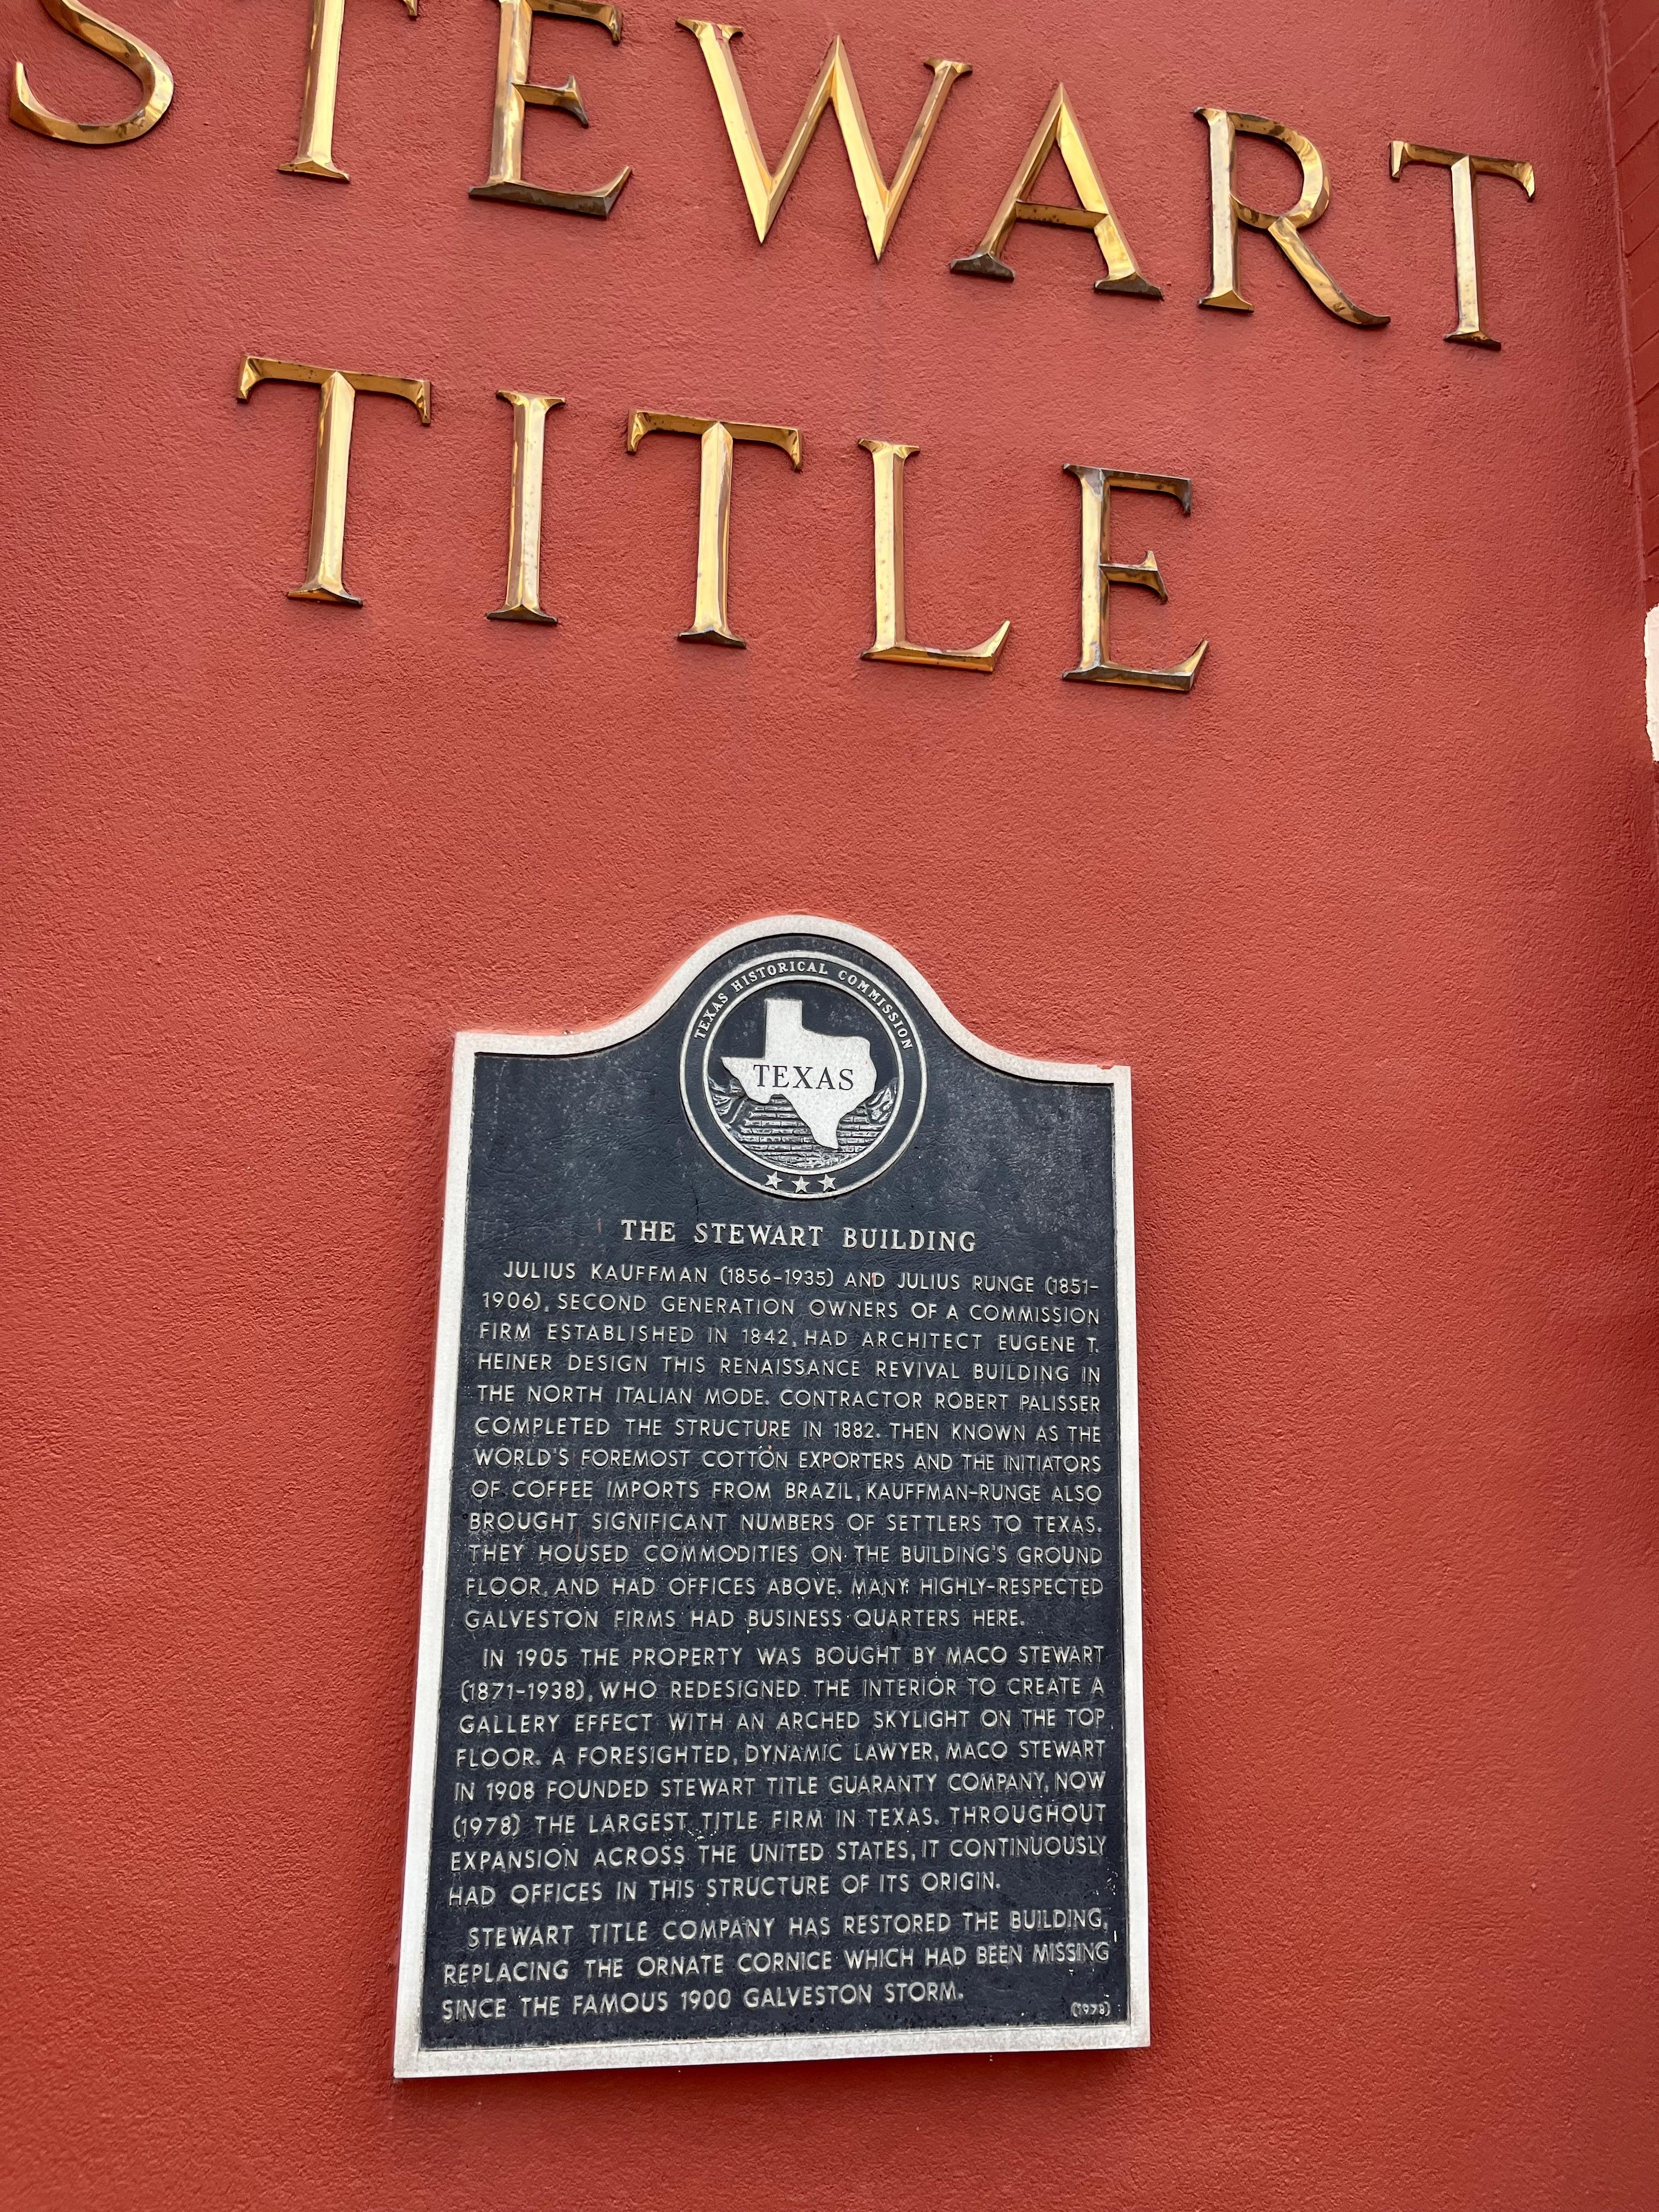 STEWART
TITLE
TEXAS HISTORICAL COMMISSION
TEXAS
THE STEWART BUILDING
JULIUS KAUFFMAN (1856-1935) AND JULIUS RUNGE (1851-
1906), SECOND GENERATION OWNERS OF A COMMISSION
FIRM ESTABLISHED IN 1842, HAD ARCHITECT EUGENE T.
HEINER DESIGN THIS RENAISSANCE REVIVAL BUILDING IN
THE NORTH ITALIAN MODE. CONTRACTOR ROBERT PALISSER
COMPLETED THE STRUCTURE IN 1882. THEN KNOWN AS THE
WORLD'S FOREMOST COTTON EXPORTERS AND THE INITIATORS
OF COFFEE IMPORTS FROM BRAZIL, KAUFFMAN-RUNGE ALSO
BROUGHT SIGNIFICANT NUMBERS OF SETTLERS TO TEXAS.
THEY HOUSED COMMODITIES ON THE BUILDING'S GROUND
FLOOR, AND HAD OFFICES ABOVE. MANY HIGHLY-RESPECTED
GALVESTON FIRMS HAD BUSINESS QUARTERS HERE.
IN 1905 THE PROPERTY WAS BOUGHT BY MACO STEWART
(1871-1938), WHO REDESIGNED THE INTERIOR TO CREATE A
GALLERY EFFECT WITH AN ARCHED SKYLIGHT ON THE TOP
FLOOR. A FORESIGHTED, DYNAMIC LAWYER, MACO STEWART
IN 1908 FOUNDED STEWART TITLE GUARANTY COMPANY, NOW
(1978) THE LARGEST TITLE FIRM IN TEXAS. THROUGHOUT
EXPANSION ACROSS THE UNITED STATES, IT CONTINUOUSLY
HAD OFFICES IN THIS STRUCTURE OF ITS ORIGIN.
STEWART TITLE COMPANY HAS RESTORED THE BUILDING,
REPLACING THE ORNATE CORNICE WHICH HAD BEEN MISSING
SINCE THE FAMOUS 1900 GALVESTON STORM.
(1978)